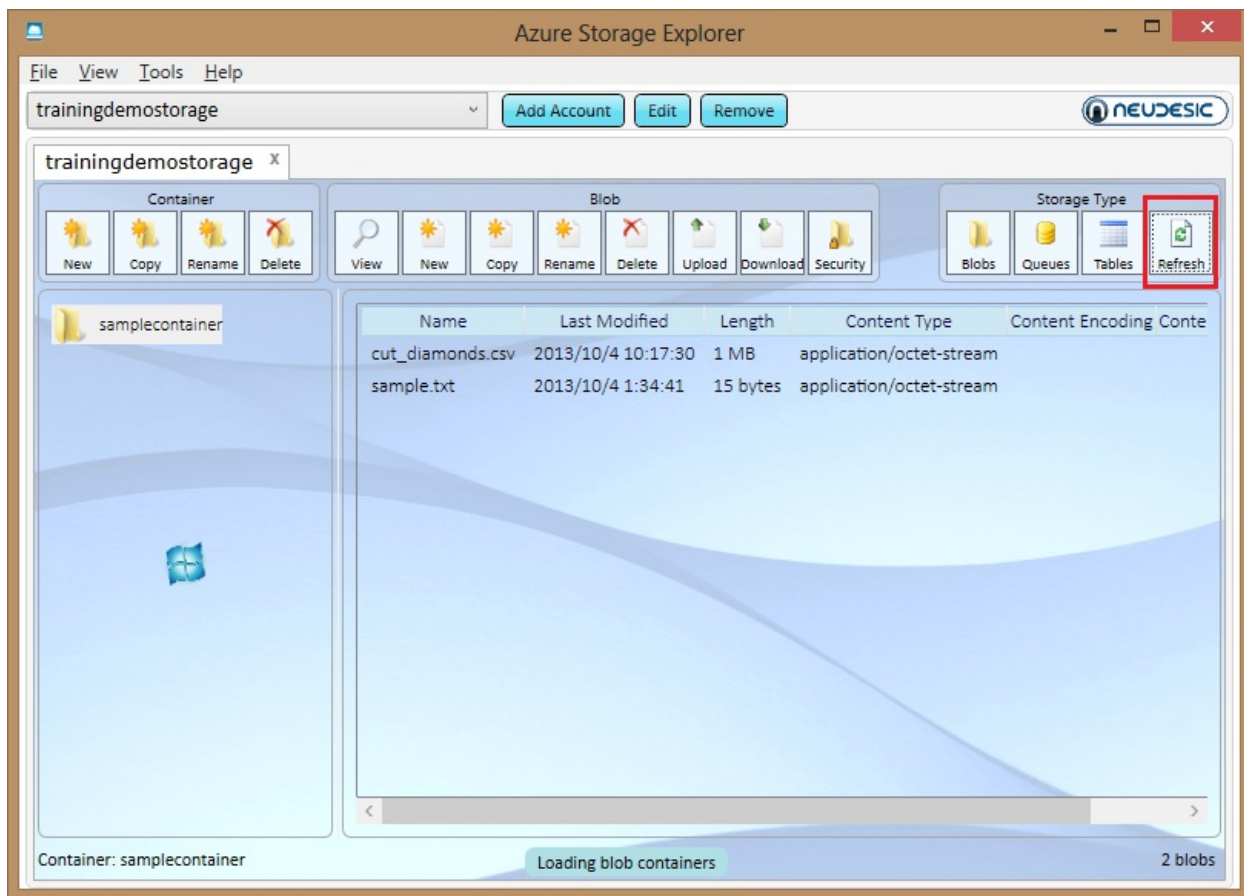 Azure Storage Explorer
File View Tools Help
trainingdemostorage Add Account Edit Remove NEUDESIC
trainingdemostorage X
Container Blob Storage Type
New Copy Rename Delete View New Copy Rename Delete Upload Download Security Blobs Queues Tables Refresh
samplecontainer
Name Last Modified Length Content Type Content Encoding Conte
cut_diamonds.csv 2013/10/4 10:17:30 1 MB application/octet-stream
sample.txt 2013/10/4 1:34:41 15 bytes application/octet-stream
Container: samplecontainer Loading blob containers 2 blobs